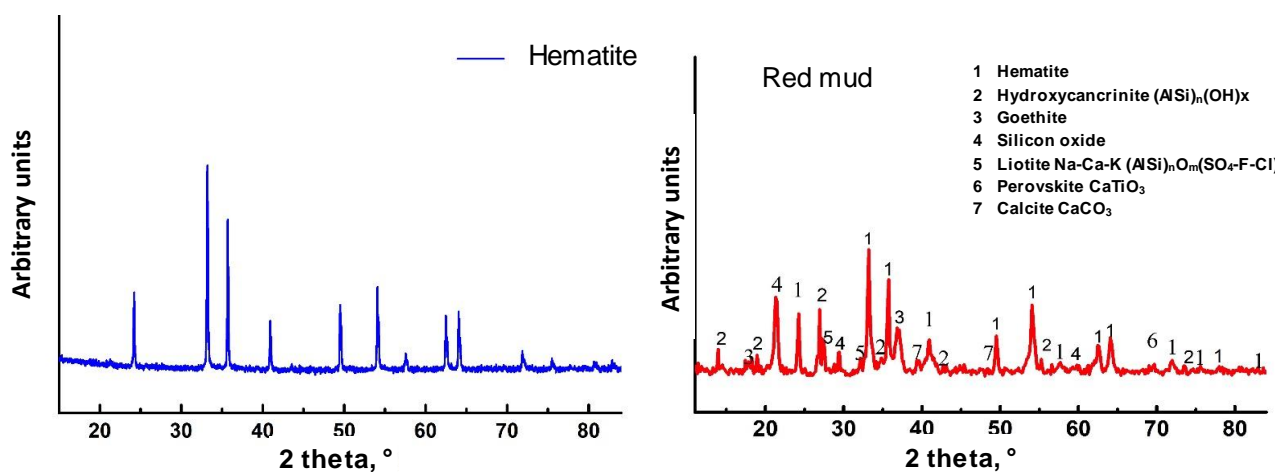 Hematite
Arbitrary units
20 30 40 50 60 70 80
2 theta, °
Red mud
1 Hematite
2 Hydroxycancrinite (AlSi)ₙ(OH)x
3 Goethite
4 Silicon oxide
5 Liotite Na-Ca-K (AlSi)ₙOₘ(SO₄-F-Cl)
6 Perovskite CaTiO₃
7 Calcite CaCO₃
Arbitrary units
2 3 2 4 1 2 5 4 5 1 2 1 3 7 1 2 7 1 1 2 1 4 1 1 6 1 2 1 1 1
20 30 40 50 60 70 80
2 theta, °